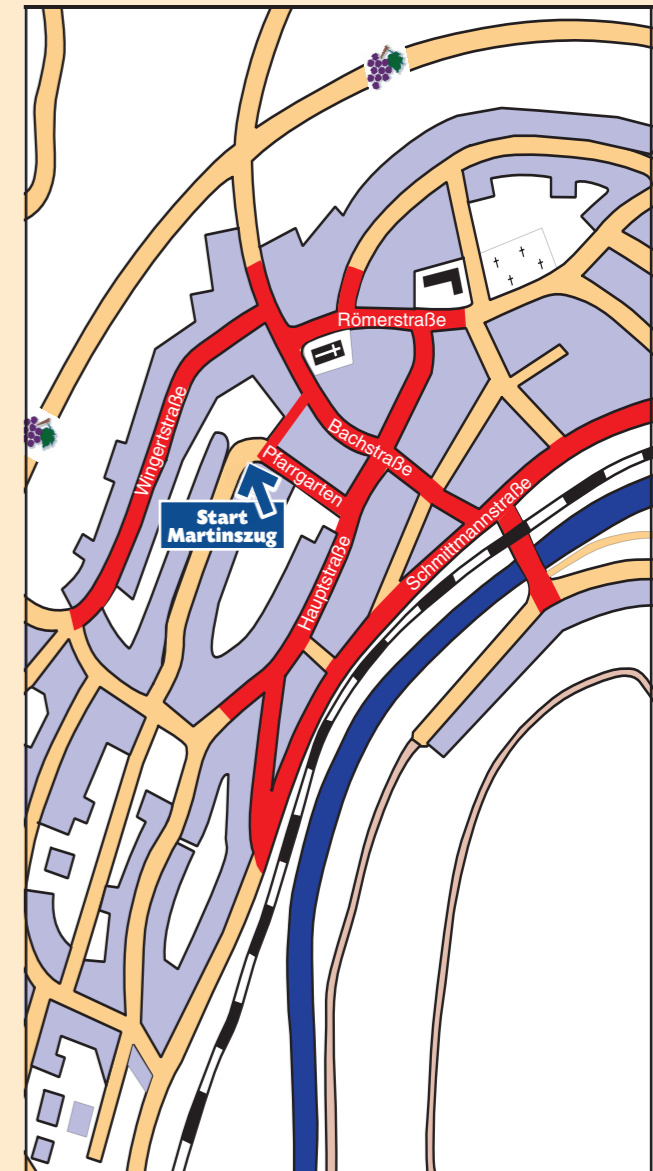 Römerstraße
Wingertstraße
Bachstraße
Pfarrgarten
Start
Martinszug
Schmittmannstraße
Hauptstraße